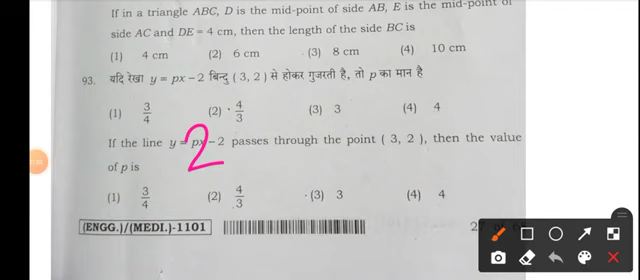 If in a triangle ABC, D is the mid-point of side AB, E is the mid-point of
side AC and DE = 4 cm, then the length of the side BC is
(1) 4 cm (2) 6 cm (3) 8 cm (4) 10 cm
93. यदि रेखा y = px – 2 बिन्दु ( 3, 2 ) से होकर गुजरती है, तो p का मान है
(1) 3/4 (2) 4/3 (3) 3 (4) 4
If the line y = px – 2 passes through the point ( 3, 2 ), then the value
of p is
(1) 3/4 (2) 4/3 (3) 3 (4) 4
2
(ENGG.)/(MEDI.)-1101